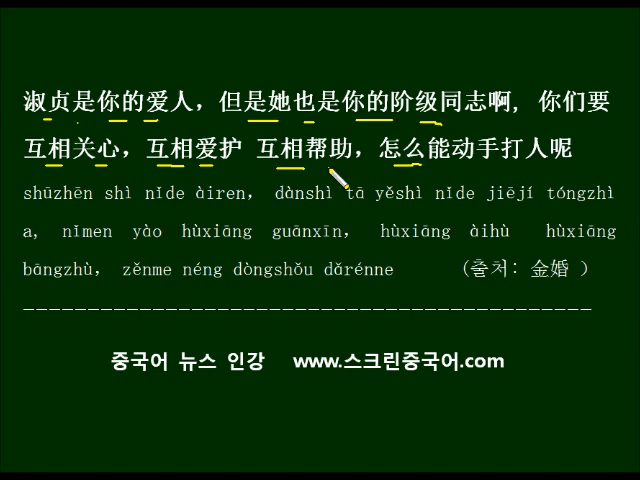 淑贞是你的爱人，但是她也是你的阶级同志啊，你们要
互相关心，互相爱护 互相帮助，怎么能动手打人呢
shūzhēn shì nǐde àiren， dànshì tā yěshì nǐde jiējí tóngzhì
a， nǐmen yào hùxiāng guānxīn， hùxiāng àihù hùxiāng
bāngzhù， zěnme néng dòngshǒu dǎrénne (출처: 金婚 )
중국어 뉴스 인강 www.스크린중국어.com